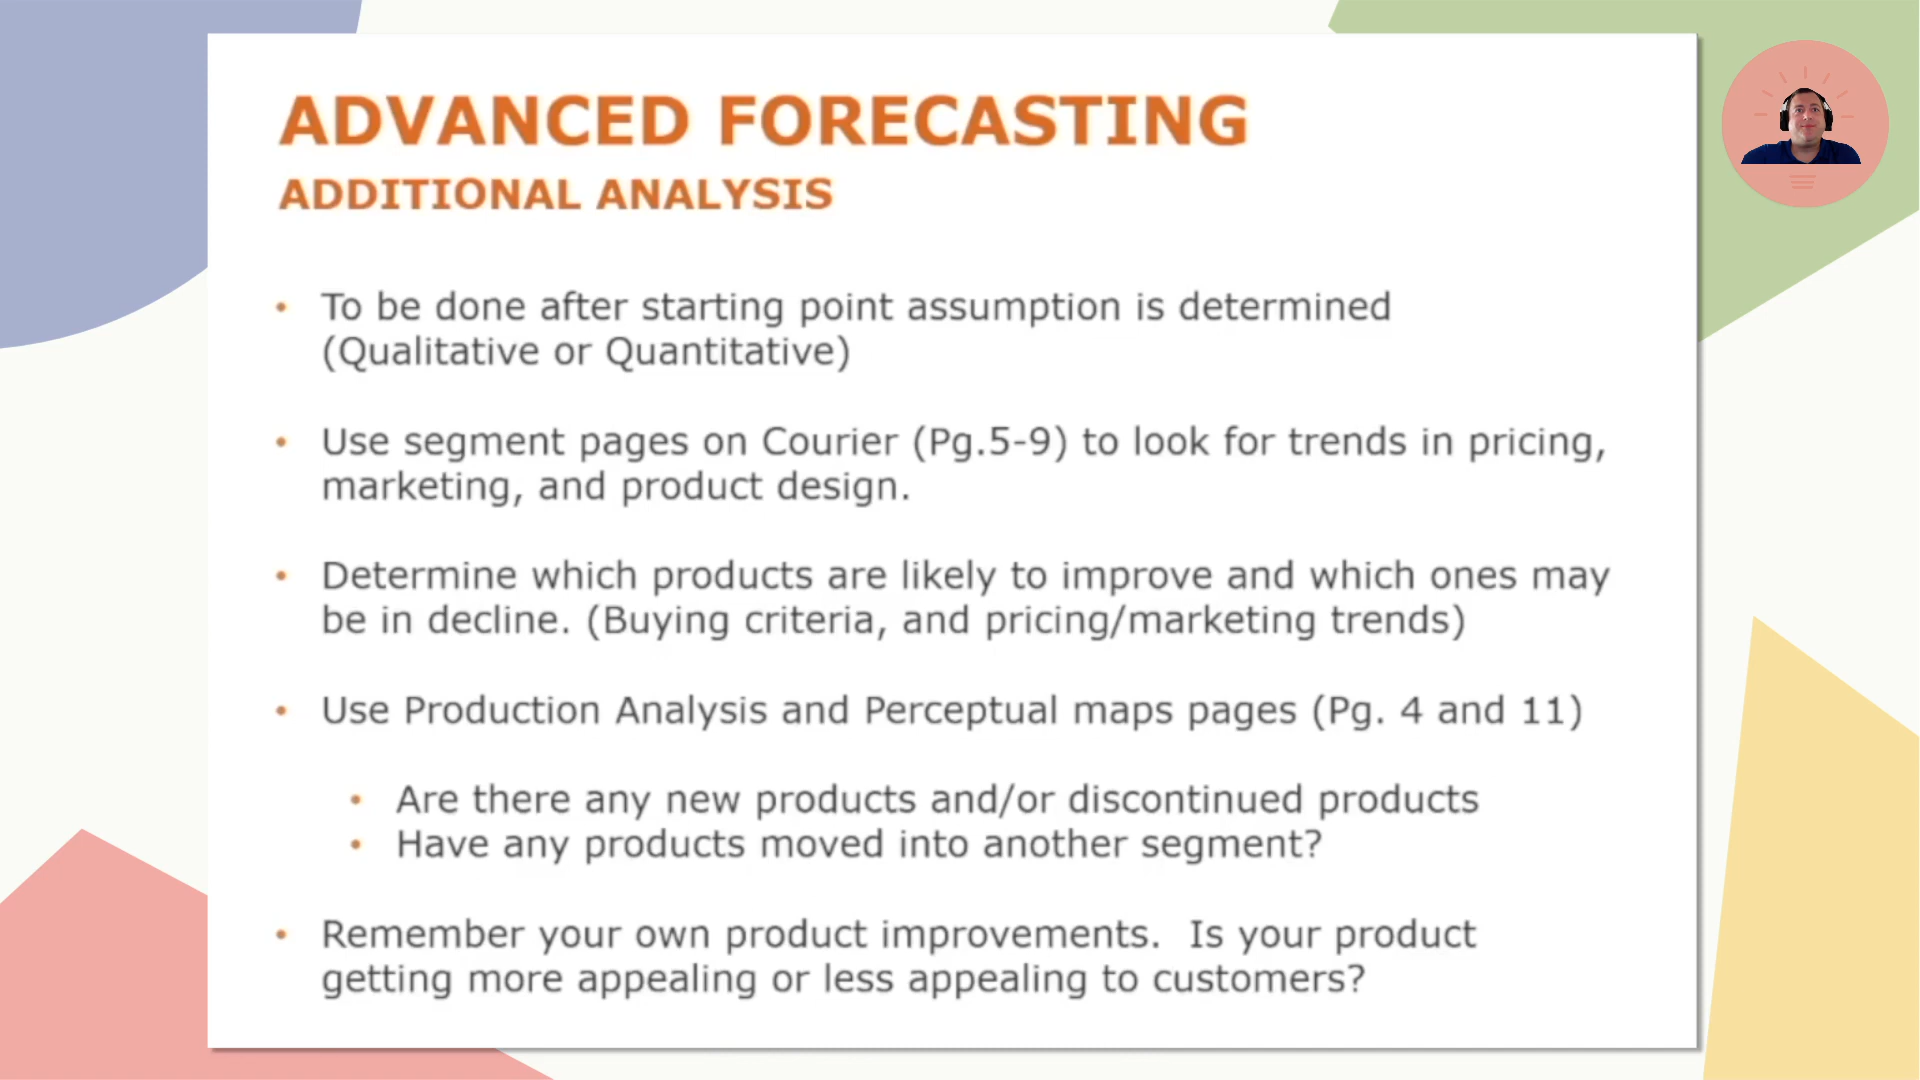 ADVANCED FORECASTING
ADDITIONAL ANALYSIS
• To be done after starting point assumption is determined
(Qualitative or Quantitative)
• Use segment pages on Courier (Pg.5-9) to look for trends in pricing,
marketing, and product design.
• Determine which products are likely to improve and which ones may
be in decline. (Buying criteria, and pricing/marketing trends)
• Use Production Analysis and Perceptual maps pages (Pg. 4 and 11)
• Are there any new products and/or discontinued products
• Have any products moved into another segment?
• Remember your own product improvements.  Is your product
getting more appealing or less appealing to customers?